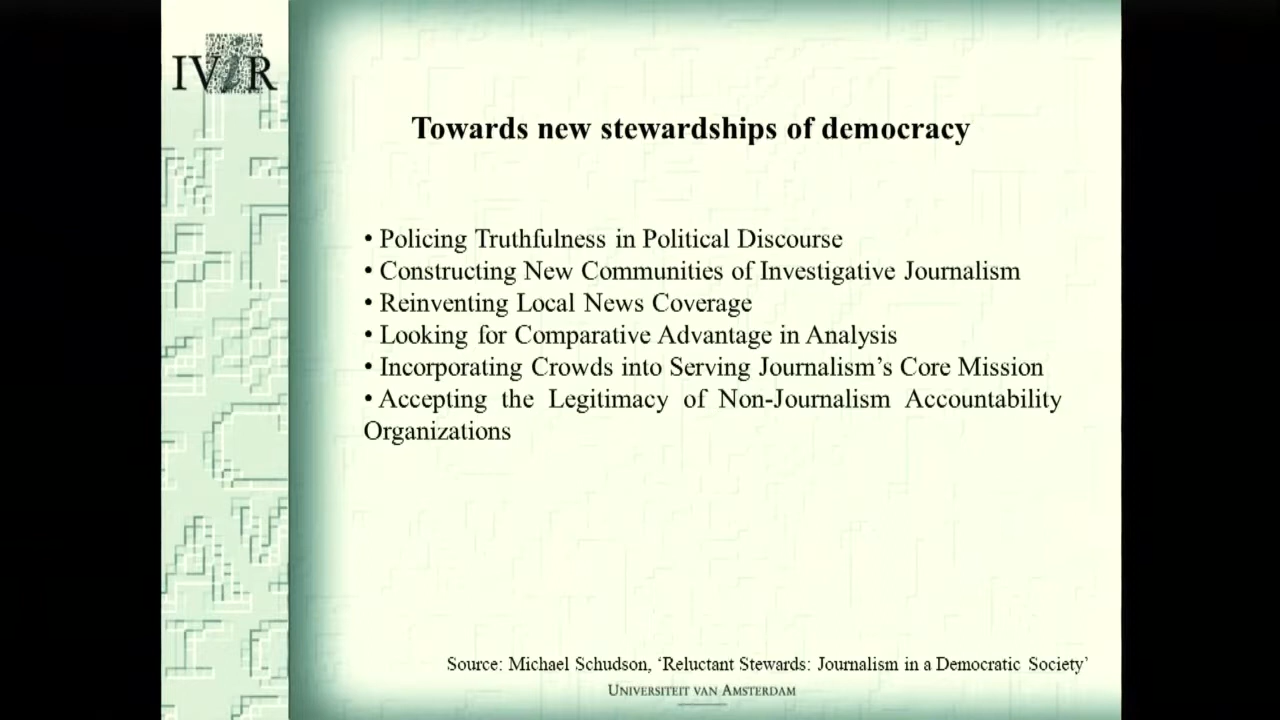 IViR
Towards new stewardships of democracy
• Policing Truthfulness in Political Discourse
• Constructing New Communities of Investigative Journalism
• Reinventing Local News Coverage
• Looking for Comparative Advantage in Analysis
• Incorporating Crowds into Serving Journalism’s Core Mission
• Accepting the Legitimacy of Non-Journalism Accountability
Organizations
Source: Michael Schudson, ‘Reluctant Stewards: Journalism in a Democratic Society’
UNIVERSITEIT VAN AMSTERDAM